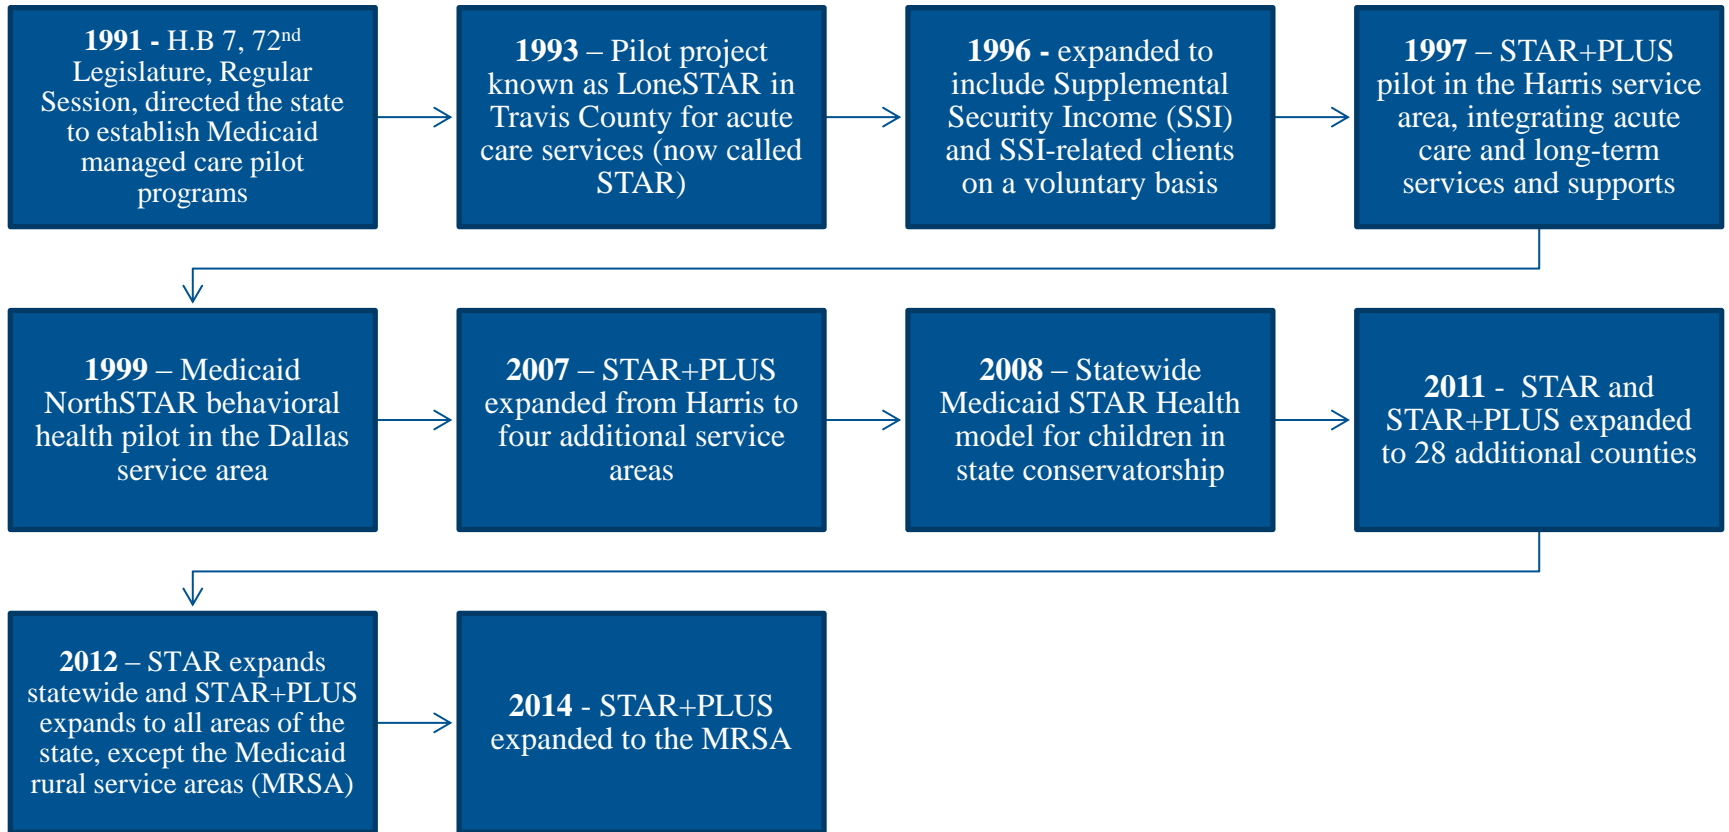 1991 - H.B 7, 72nd
Legislature, Regular
Session, directed the state
to establish Medicaid
managed care pilot
programs
1993 – Pilot project
known as LoneSTAR in
Travis County for acute
care services (now called
STAR)
1996 - expanded to
include Supplemental
Security Income (SSI)
and SSI-related clients
on a voluntary basis
1997 – STAR+PLUS
pilot in the Harris service
area, integrating acute
care and long-term
services and supports
1999 – Medicaid
NorthSTAR behavioral
health pilot in the Dallas
service area
2007 – STAR+PLUS
expanded from Harris to
four additional service
areas
2008 – Statewide
Medicaid STAR Health
model for children in
state conservatorship
2011 - STAR and
STAR+PLUS expanded
to 28 additional counties
2012 – STAR expands
statewide and STAR+PLUS
expands to all areas of the
state, except the Medicaid
rural service areas (MRSA)
2014 - STAR+PLUS
expanded to the MRSA